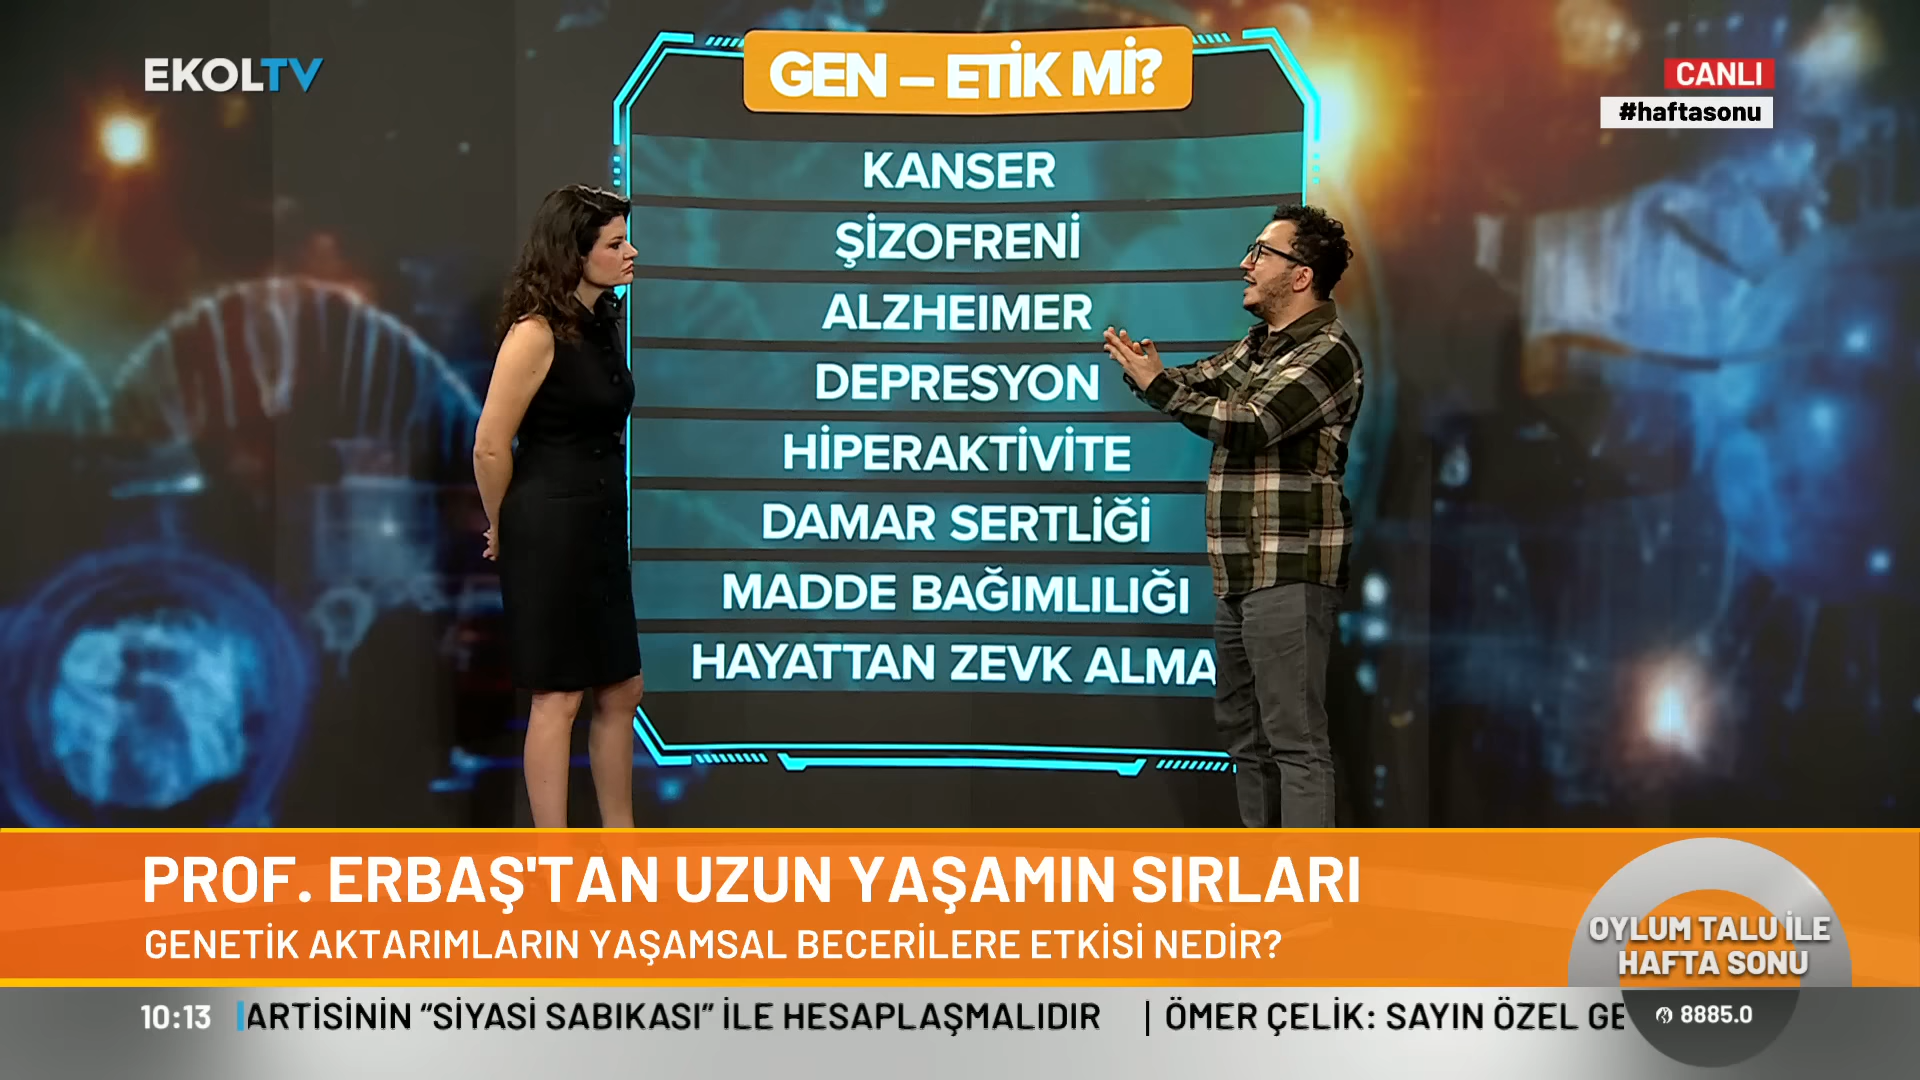 EKOLTV
GEN – ETİK Mİ?
CANLI
#haftasonu
KANSER
ŞİZOFRENİ
ALZHEIMER
DEPRESYON
HİPERAKTİVİTE
DAMAR SERTLİĞİ
MADDE BAĞIMLILIĞI
HAYATTAN ZEVK ALMA
PROF. ERBAŞ'TAN UZUN YAŞAMIN SIRLARI
GENETİK AKTARIMLARIN YAŞAMSAL BECERİLERE ETKİSİ NEDİR?
OYLUM TALU İLE
HAFTA SONU
10:13
ARTİSİNİN “SİYASİ SABIKASI” İLE HESAPLAŞMALIDIR | ÖMER ÇELİK: SAYIN ÖZEL GE
8885.0